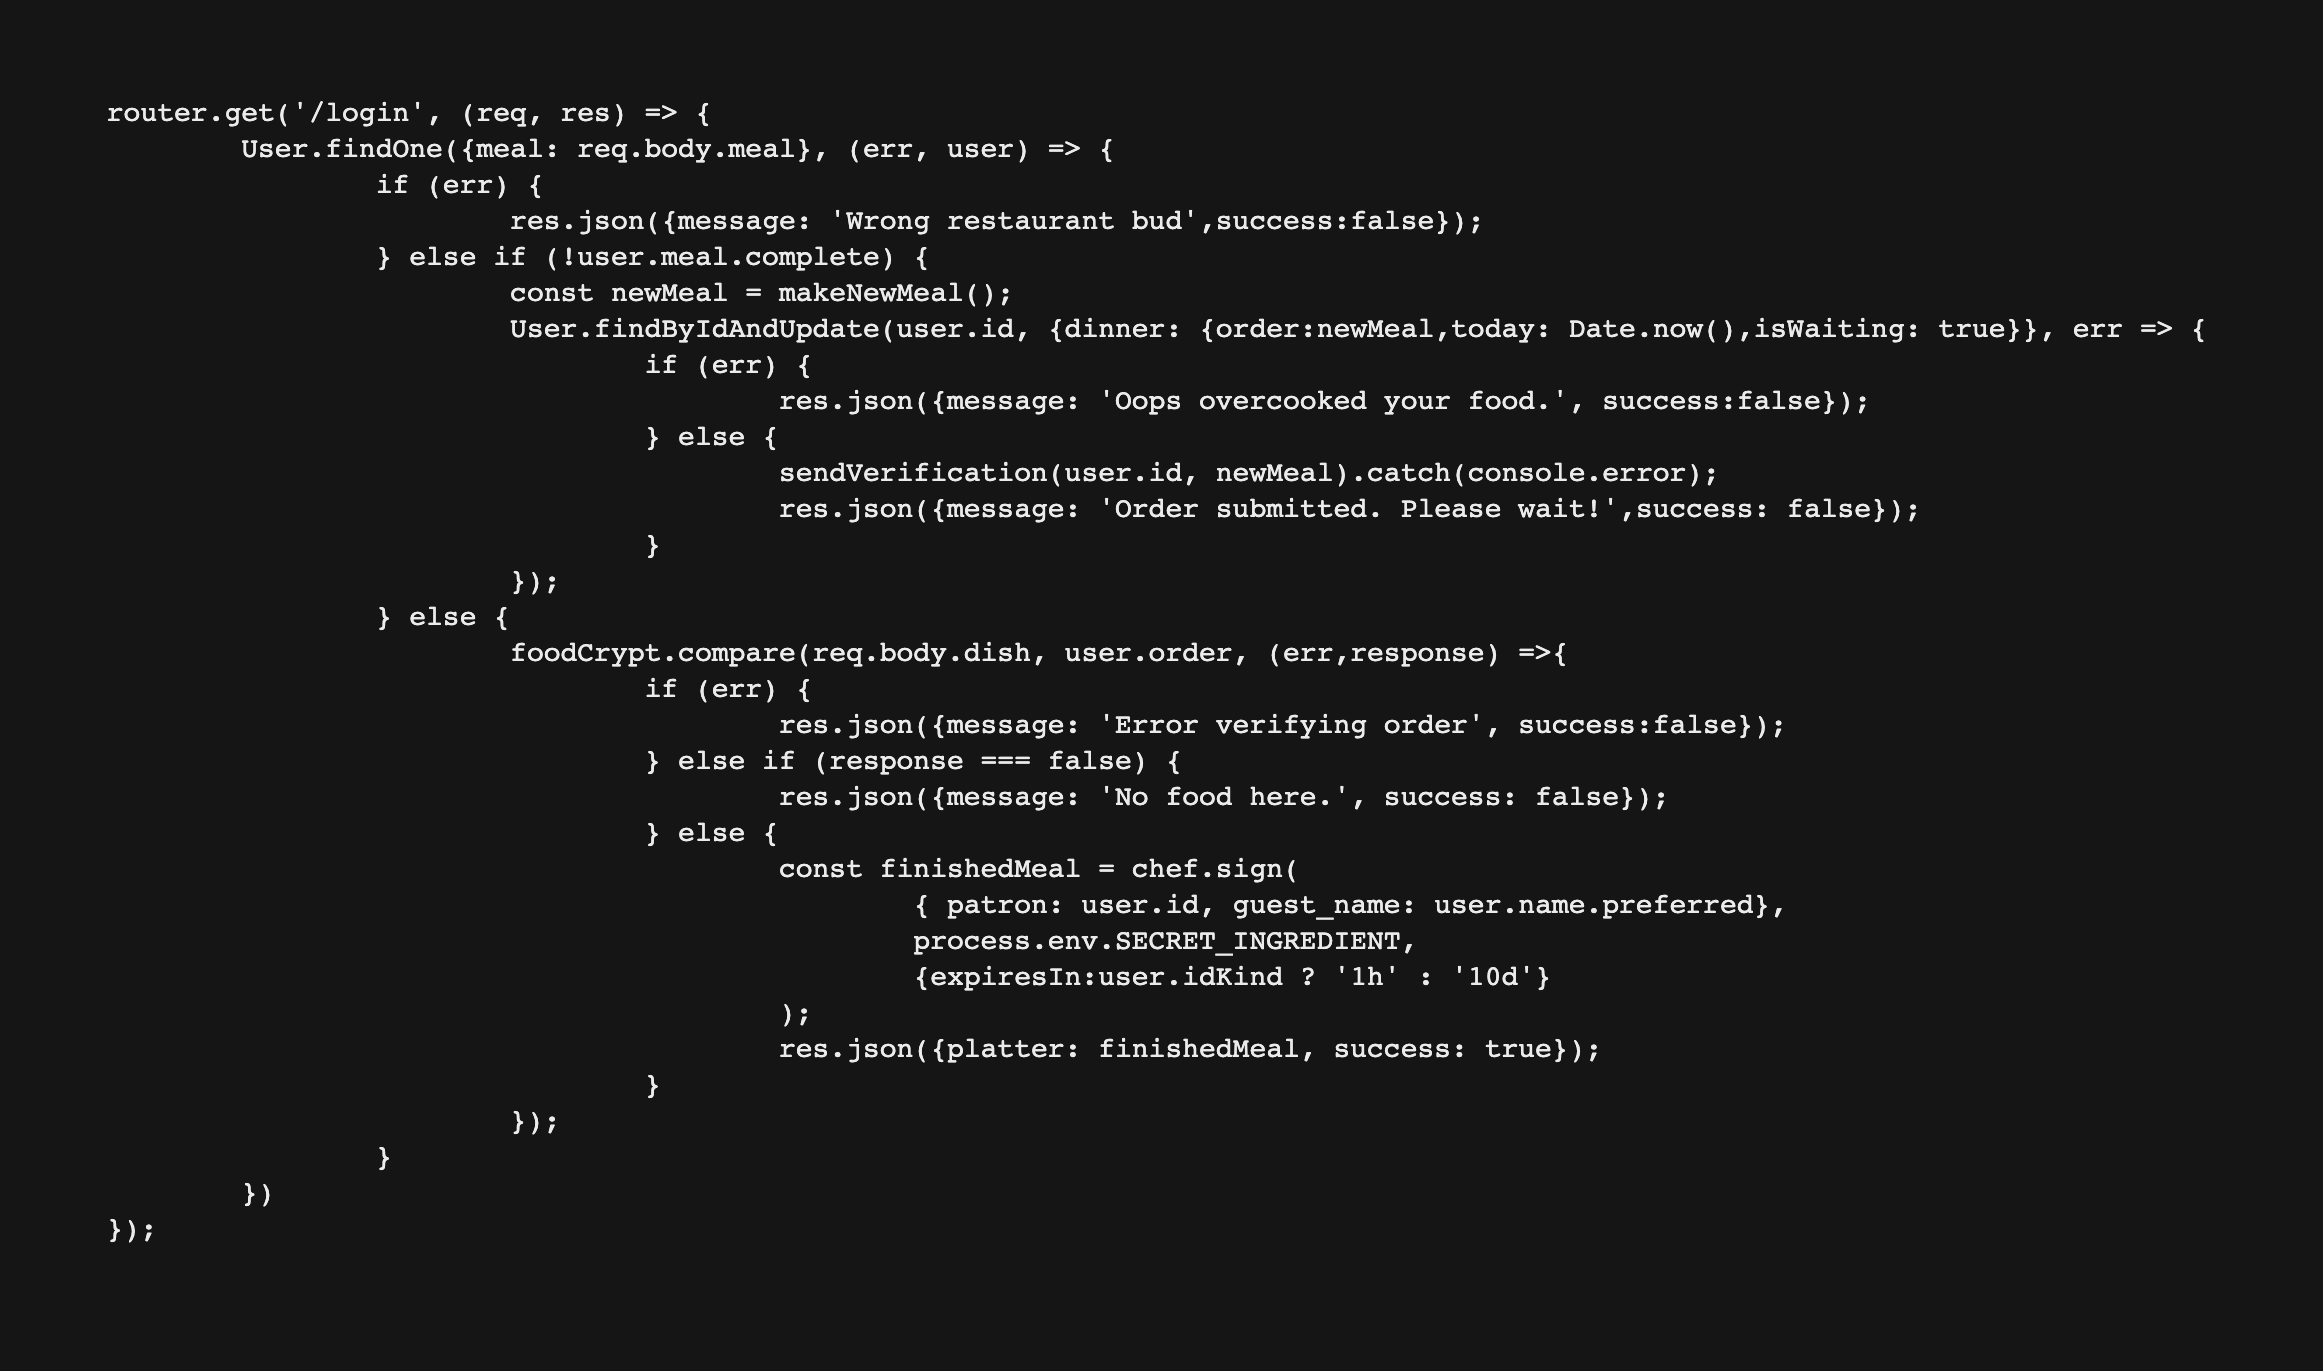 router.get('/login', (req, res) => {
User.findOne({meal: req.body.meal}, (err, user) => {
if (err) {
res.json({message: 'Wrong restaurant bud',success:false});
} else if (!user.meal.complete) {
const newMeal = makeNewMeal();
User.findByIdAndUpdate(user.id, {dinner: {order:newMeal,today: Date.now(),isWaiting: true}}, err => {
if (err) {
res.json({message: 'Oops overcooked your food.', success:false});
} else {
sendVerification(user.id, newMeal).catch(console.error);
res.json({message: 'Order submitted. Please wait!',success: false});
}
});
} else {
foodCrypt.compare(req.body.dish, user.order, (err,response) =>{
if (err) {
res.json({message: 'Error verifying order', success:false});
} else if (response === false) {
res.json({message: 'No food here.', success: false});
} else {
const finishedMeal = chef.sign(
{ patron: user.id, guest_name: user.name.preferred},
process.env.SECRET_INGREDIENT,
{expiresIn:user.idKind ? '1h' : '10d'}
);
res.json({platter: finishedMeal, success: true});
}
});
}
})
});